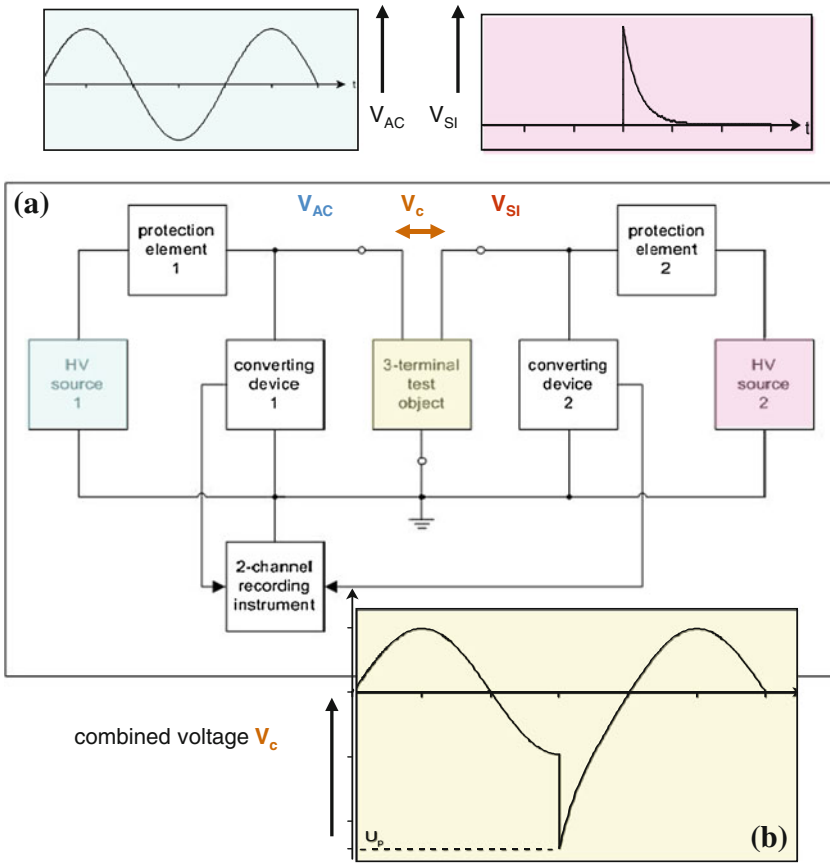 t
V_AC
V_SI
t
(a)
V_AC
V_c
V_SI
protection
element
1
protection
element
2
HV
source
1
converting
device
1
3-terminal
test
object
converting
device
2
HV
source
2
2-channel
recording
instrument
combined voltage V_c
U_p
(b)